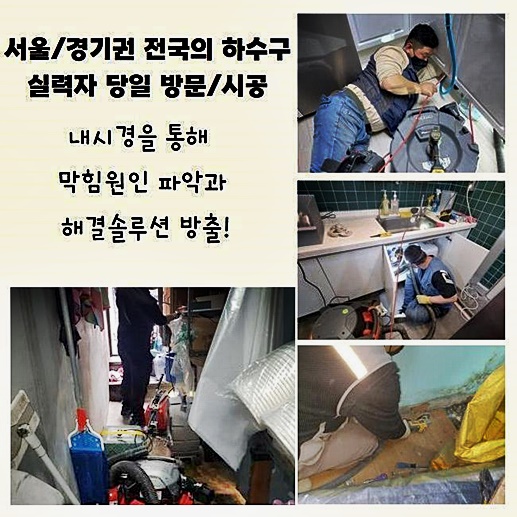 서울/경기권 전국의 하수구
실력자 당일 방문/시공
내시경을 통해
막힘원인 파악과
해결솔루션 방출!